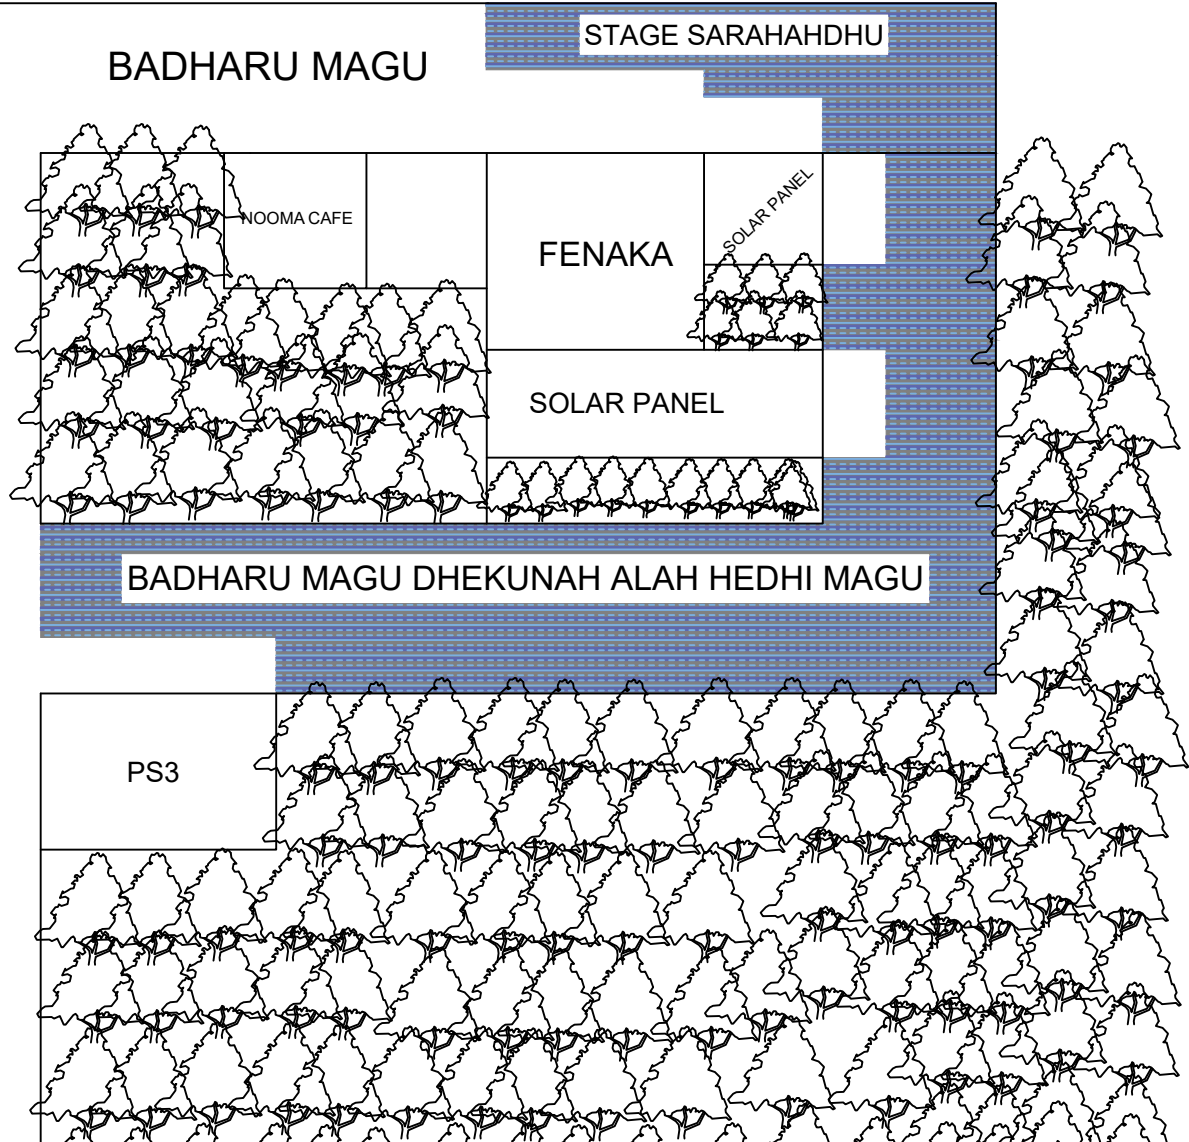 STAGE SARAHAHDHU
BADHARU MAGU
NOOMA CAFE
FENAKA
SOLAR PANEL
SOLAR PANEL
BADHARU MAGU DHEKUNAH ALAH HEDHI MAGU
PS3